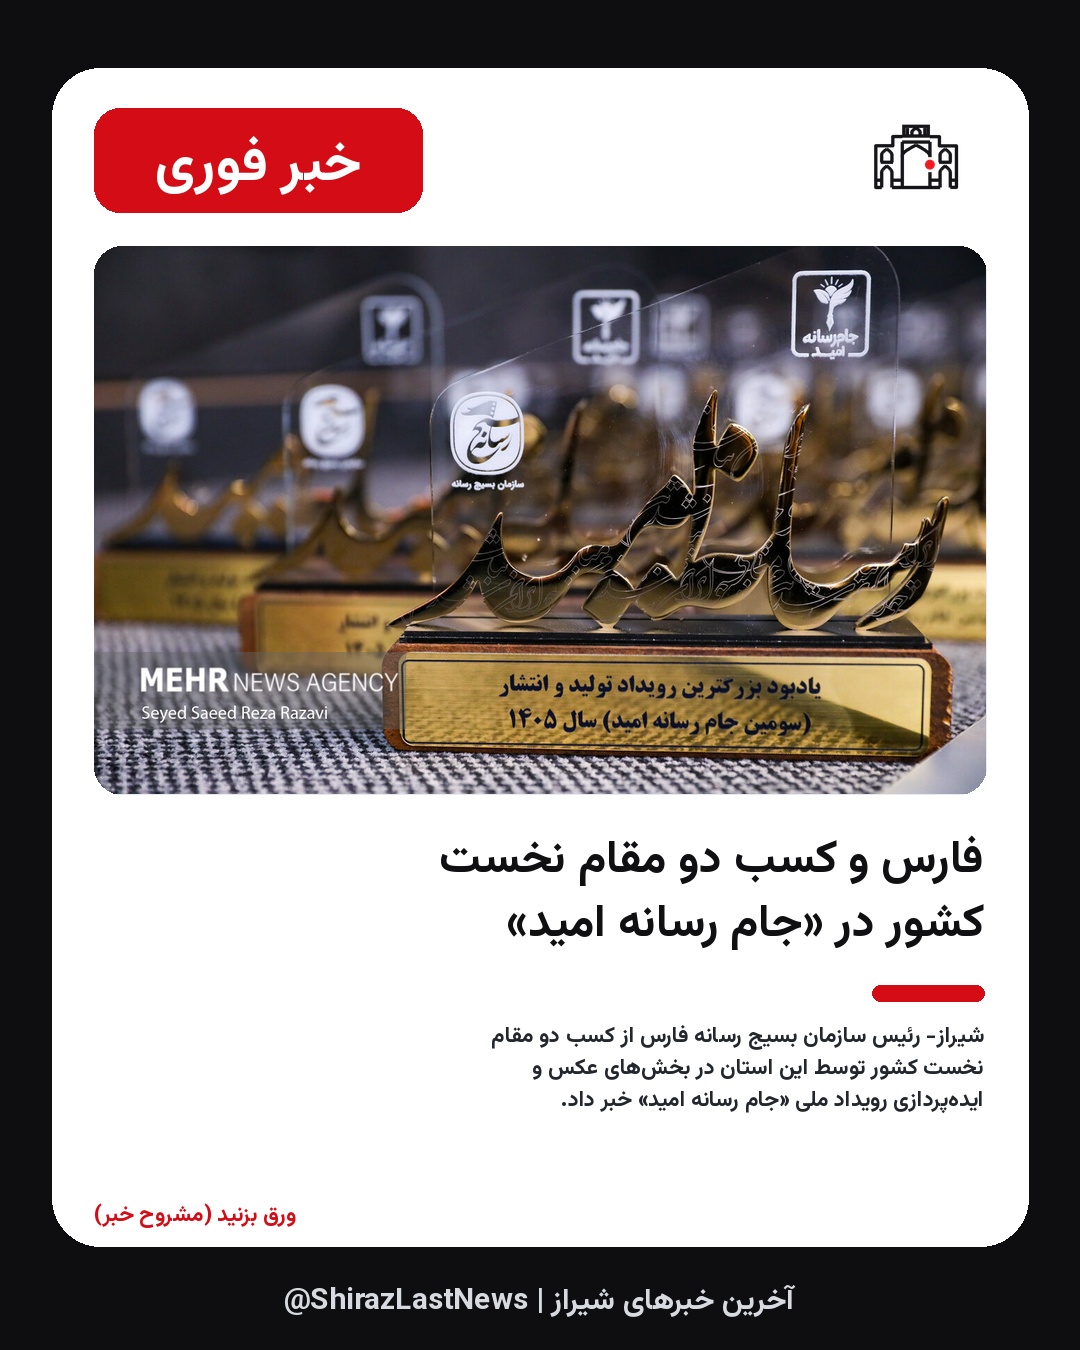 خبر فوری
جام رسانه
امید
بسیج
رسانه
سازمان بسیج رسانه
یادبود بزرگترین رویداد تولید و انتشار
(سومین جام رسانه امید) سال ۱۴۰۵
MEHR NEWS AGENCY
Seyed Saeed Reza Razavi
فارس و کسب دو مقام نخست
کشور در «جام رسانه امید»
شیراز- رئیس سازمان بسیج رسانه فارس از کسب دو مقام
نخست کشور توسط این استان در بخش‌های عکس و
ایده‌پردازی رویداد ملی «جام رسانه امید» خبر داد.
ورق بزنید (مشروح خبر)
آخرین خبرهای شیراز | @ShirazLastNews